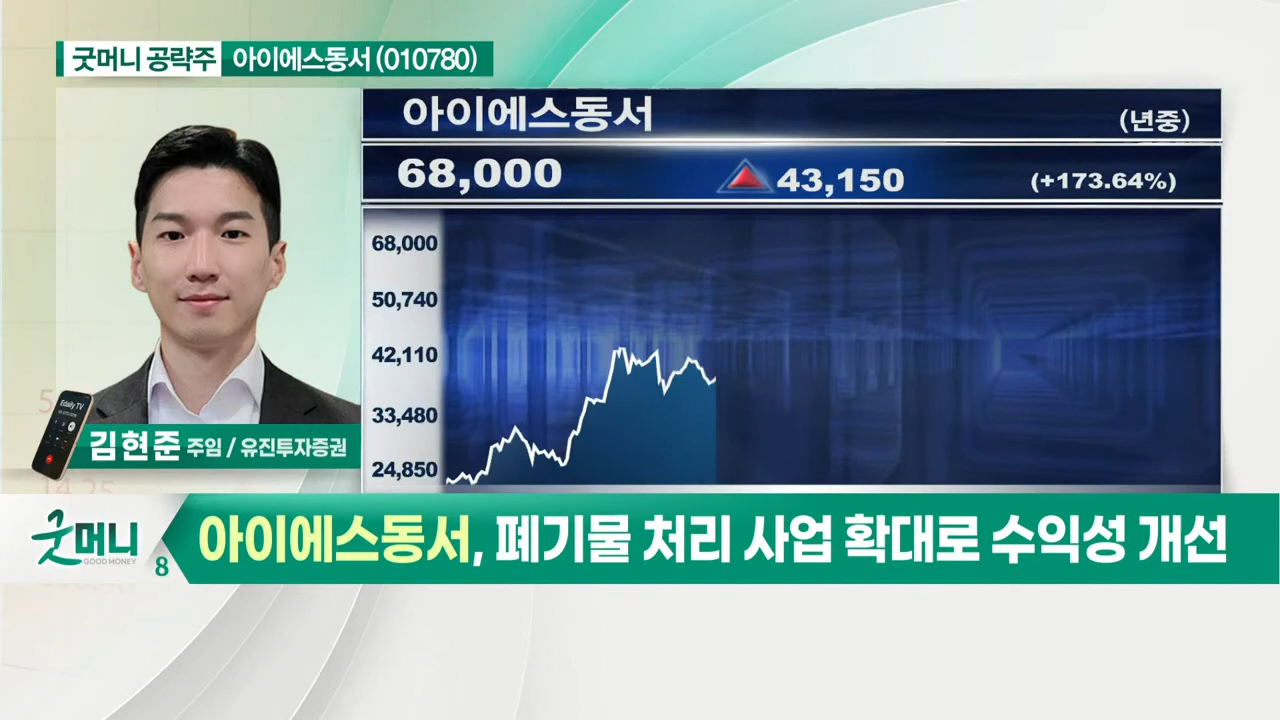 굿머니 공략주 아이에스동서 (010780)
아이에스동서 (년중)
68,000 ▲ 43,150 (+173.64%)
68,000
50,740
42,110
33,480
24,850
Edaily TV
김현준 주임 / 유진투자증권
굿머니
GOOD MONEY
8
아이에스동서, 폐기물 처리 사업 확대로 수익성 개선